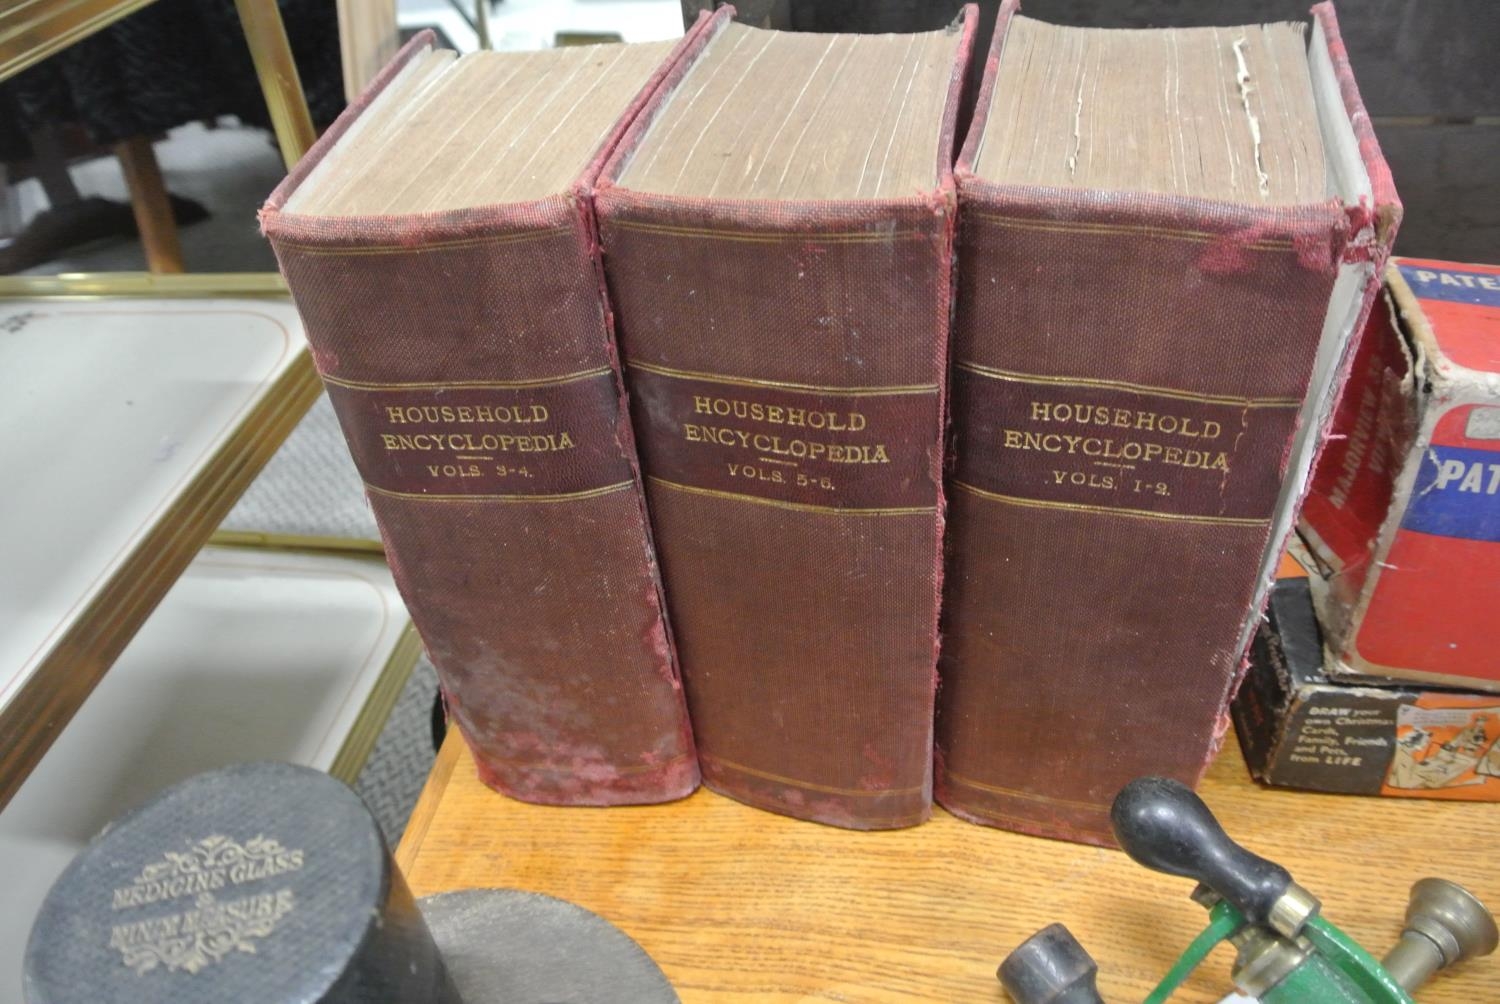 HOUSEHOLD
ENCYCLOPEDIA
VOLS. 3-4.
HOUSEHOLD
ENCYCLOPEDIA
VOLS. 5-6.
HOUSEHOLD
ENCYCLOPEDIA
VOLS. 1-2.
MEDICINE GLASS
&
MINIM MEASURE
PATE
PAT
DRAW your
own Christmas
Cards,
Family, Friends
and Pets,
from LIFE